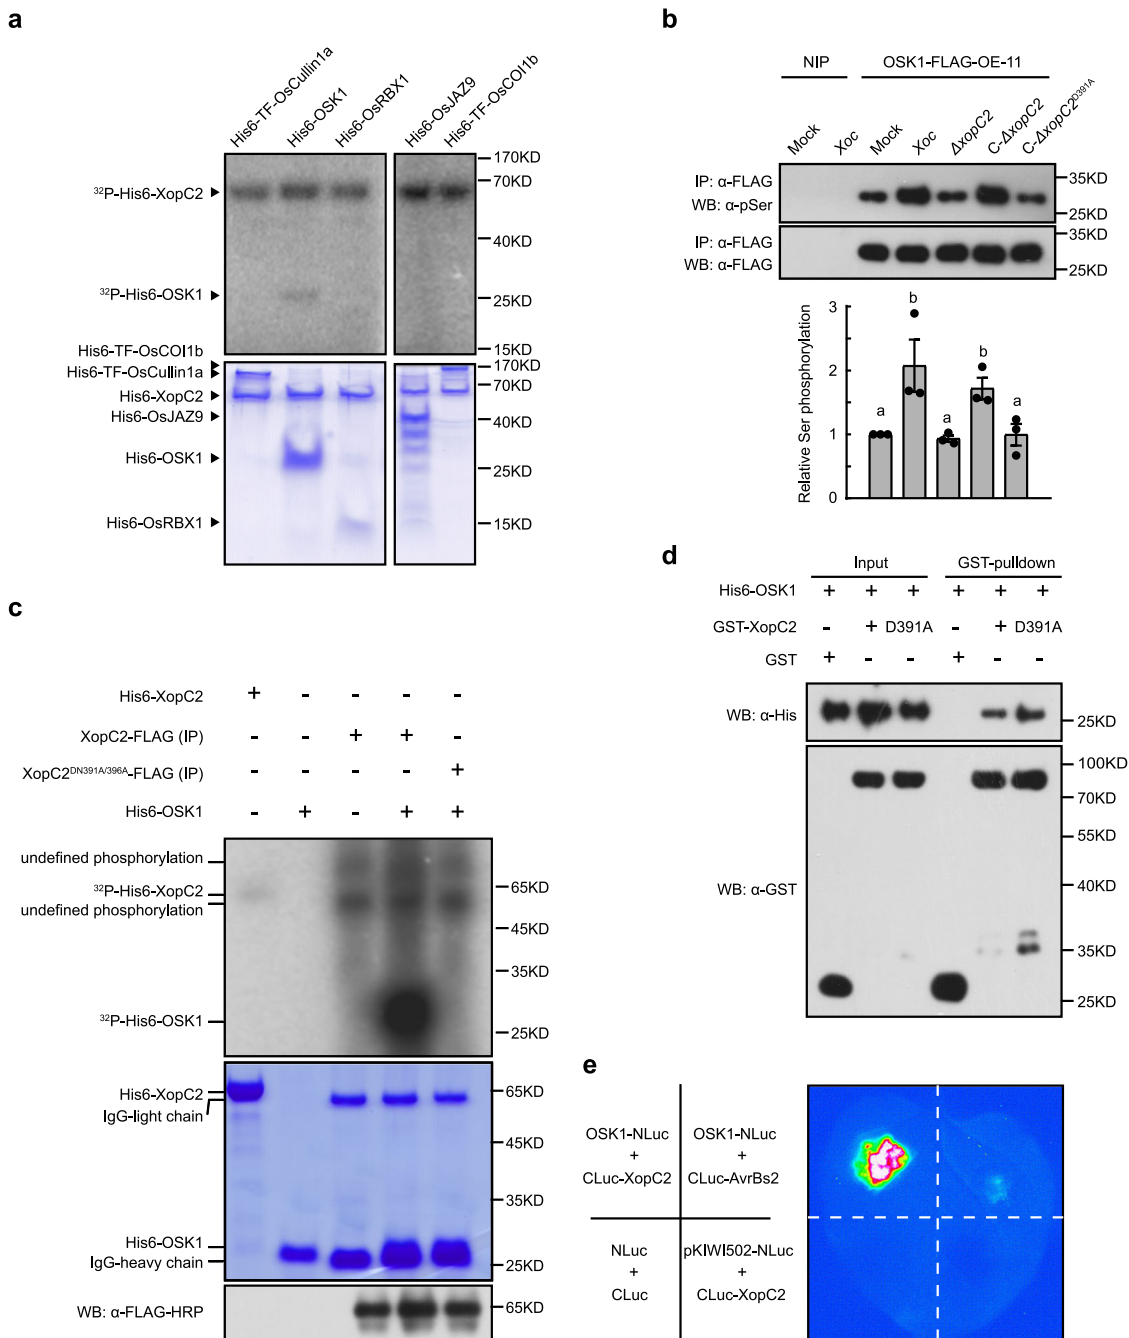 a
His6-TF-OsCullin1a
His6-OSK1
His6-OsRBX1
His6-OsJAZ9
His6-TF-OsCOI1b
170KD
70KD
40KD
25KD
15KD
32P-His6-XopC2
32P-His6-OSK1
His6-TF-OsCOI1b
His6-TF-OsCullin1a
His6-XopC2
His6-OsJAZ9
His6-OSK1
His6-OsRBX1
170KD
70KD
40KD
25KD
15KD
b
NIP OSK1-FLAG-OE-11
Mock Xoc Mock Xoc ΔxopC2 C-ΔxopC2 C-ΔxopC2D391A
IP: α-FLAG
WB: α-pSer
35KD
25KD
IP: α-FLAG
WB: α-FLAG
35KD
25KD
Relative Ser phosphorylation
3
2
1
0
a b a b a
c
His6-XopC2 + - - - -
XopC2-FLAG (IP) - - + + -
XopC2DN391A/396A-FLAG (IP) - - - - +
His6-OSK1 - + - + +
undefined phosphorylation
32P-His6-XopC2
undefined phosphorylation
32P-His6-OSK1
65KD
45KD
35KD
25KD
His6-XopC2
IgG-light chain
His6-OSK1
IgG-heavy chain
65KD
45KD
35KD
25KD
WB: α-FLAG-HRP
65KD
d
Input GST-pulldown
His6-OSK1 + + + + + +
GST-XopC2 - + D391A - + D391A
GST + - - + - -
WB: α-His
25KD
WB: α-GST
100KD
70KD
55KD
40KD
35KD
25KD
e
OSK1-NLuc
+
CLuc-XopC2
OSK1-NLuc
+
CLuc-AvrBs2
NLuc
+
CLuc
pKIWI502-NLuc
+
CLuc-XopC2